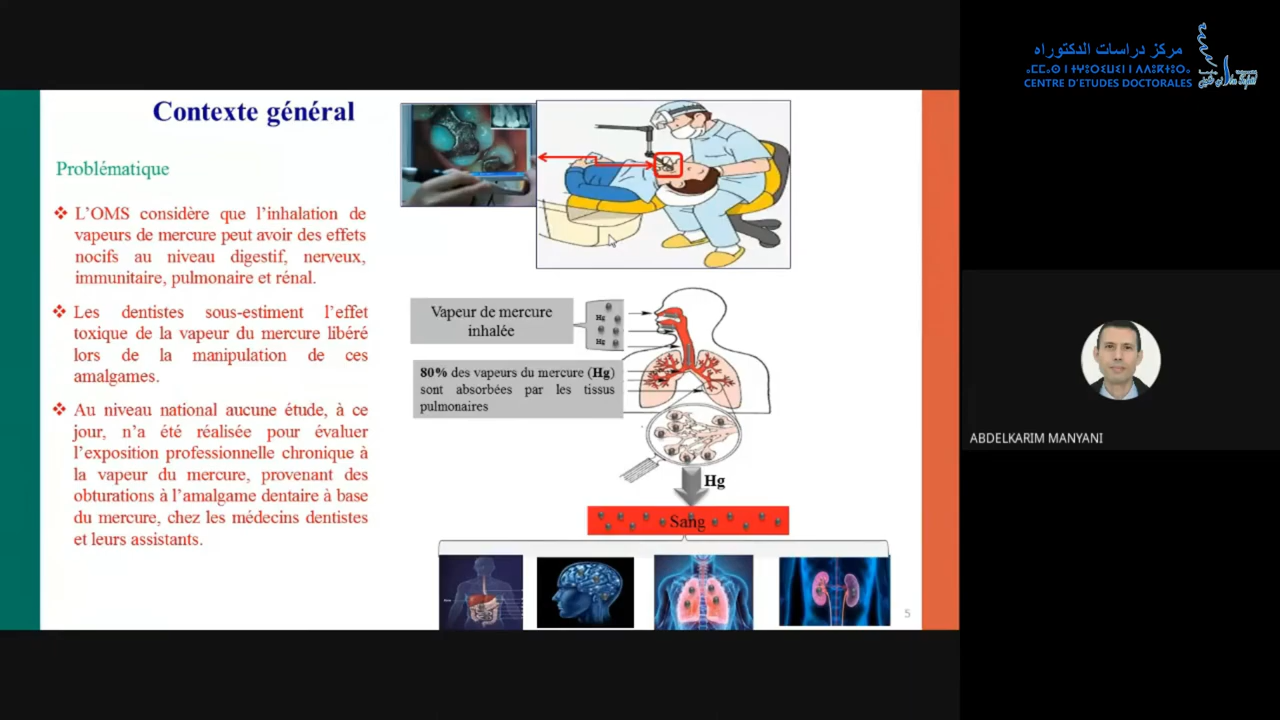 Contexte général
Problématique
❖ L’OMS considère que l’inhalation de
vapeurs de mercure peut avoir des effets
nocifs au niveau digestif, nerveux,
immunitaire, pulmonaire et rénal.
❖ Les dentistes sous-estiment l’effet
toxique de la vapeur du mercure libéré
lors de la manipulation de ces
amalgames.
❖ Au niveau national aucune étude, à ce
jour, n’a été réalisée pour évaluer
l’exposition professionnelle chronique à
la vapeur du mercure, provenant des
obturations à l’amalgame dentaire à base
du mercure, chez les médecins dentistes
et leurs assistants.
Vapeur de mercure
inhalée
Hg
Hg
80% des vapeurs du mercure (Hg)
sont absorbées par les tissus
pulmonaires
Hg
Sang
5
مركز دراسات الدكتوراه
CENTRE D'ETUDES DOCTORALES
ABDELKARIM MANYANI